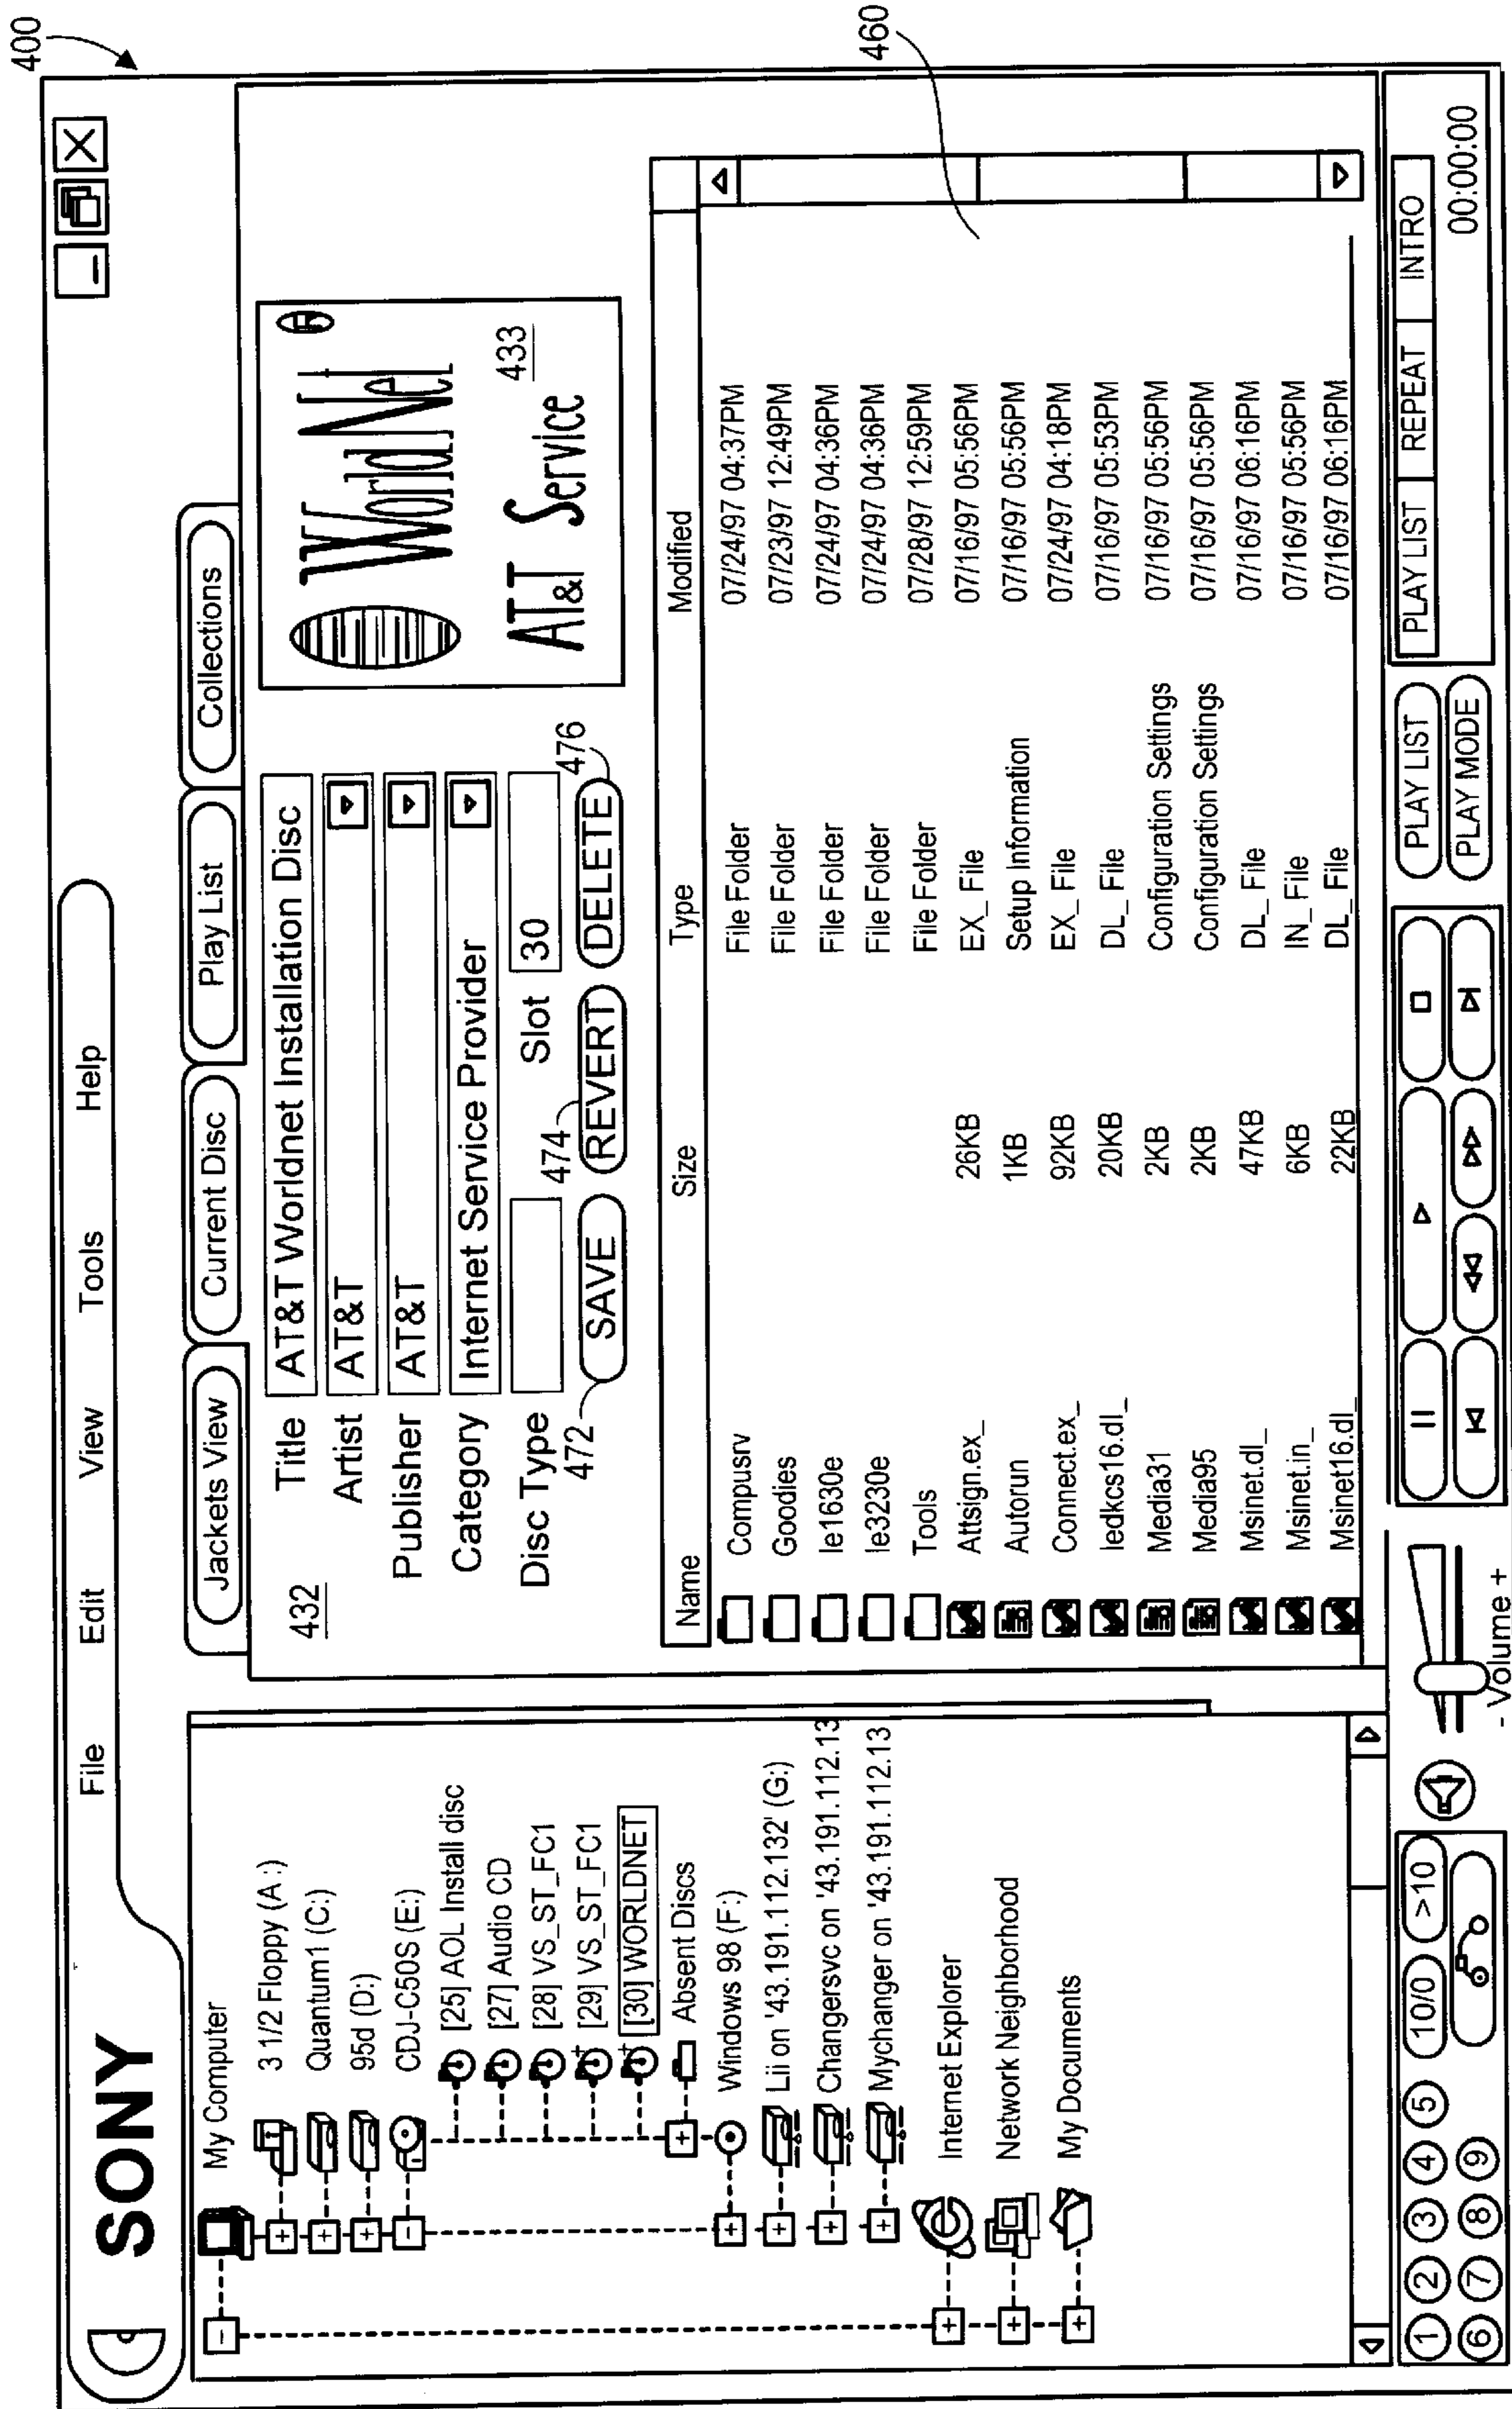 400
SONY
File Edit View Tools Help
My Computer
3 1/2 Floppy (A:)
Quantum1 (C:)
95d (D:)
CDJ-C50S (E:)
[25] AOL Install disc
[27] Audio CD
[28] VS_ST_FC1
[29] VS_ST_FC1
[30] WORLDNET
Absent Discs
Windows 98 (F:)
Lii on '43.191.112.132' (G:)
Changersvc on '43.191.112.13
Mychanger on '43.191.112.13
Internet Explorer
Network Neighborhood
My Documents
Jackets View Current Disc Play List Collections
432
Title AT&T Worldnet Installation Disc
Artist AT&T
Publisher AT&T
Category Internet Service Provider
Disc Type Slot 30
472 474 476
SAVE REVERT DELETE
WorldNet
AT&T Service
433
460
Name Size Type Modified
Compusrv File Folder 07/24/97 04:37PM
Goodies File Folder 07/23/97 12:49PM
Ie1630e File Folder 07/24/97 04:36PM
Ie3230e File Folder 07/24/97 04:36PM
Tools File Folder 07/28/97 12:59PM
Attsign.ex_ 26KB EX_ File 07/16/97 05:56PM
Autorun 1KB Setup Information 07/16/97 05:56PM
Connect.ex_ 92KB EX_ File 07/24/97 04:18PM
Iedkcs16.dl_ 20KB DL_ File 07/16/97 05:53PM
Media31 2KB Configuration Settings 07/16/97 05:56PM
Media95 2KB Configuration Settings 07/16/97 05:56PM
Msinet.dl_ 47KB DL_ File 07/16/97 06:16PM
Msinet.in_ 6KB IN_ File 07/16/97 05:56PM
Msinet16.dl_ 22KB DL_ File 07/16/97 06:16PM
1 2 3 4 5 10/0 >10
6 7 8 9
- Volume +
PLAY LIST
PLAY MODE
PLAY LIST REPEAT INTRO
00:00:00